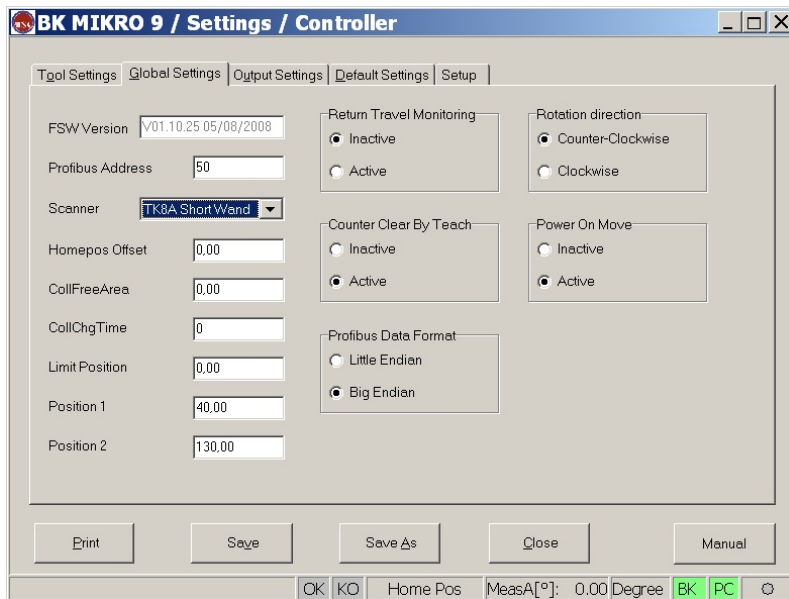 BK MIKRO 9 / Settings / Controller
Tool Settings Global Settings Output Settings Default Settings Setup
FSW Version V01.10.25 05/08/2008
Profibus Address 50
Scanner TK8A Short Wand
Homepos Offset 0,00
CollFreeArea 0,00
CollChgTime 0
Limit Position 0,00
Position 1 40,00
Position 2 130,00
Return Travel Monitoring
Inactive
Active
Counter Clear By Teach
Inactive
Active
Profibus Data Format
Little Endian
Big Endian
Rotation direction
Counter-Clockwise
Clockwise
Power On Move
Inactive
Active
Print Save Save As Close Manual
OK KO Home Pos MeasA[°]: 0.00 Degree BK PC